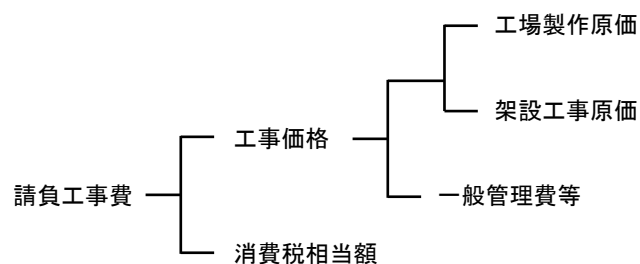 工場製作原価
架設工事原価
工事価格
請負工事費
一般管理費等
消費税相当額